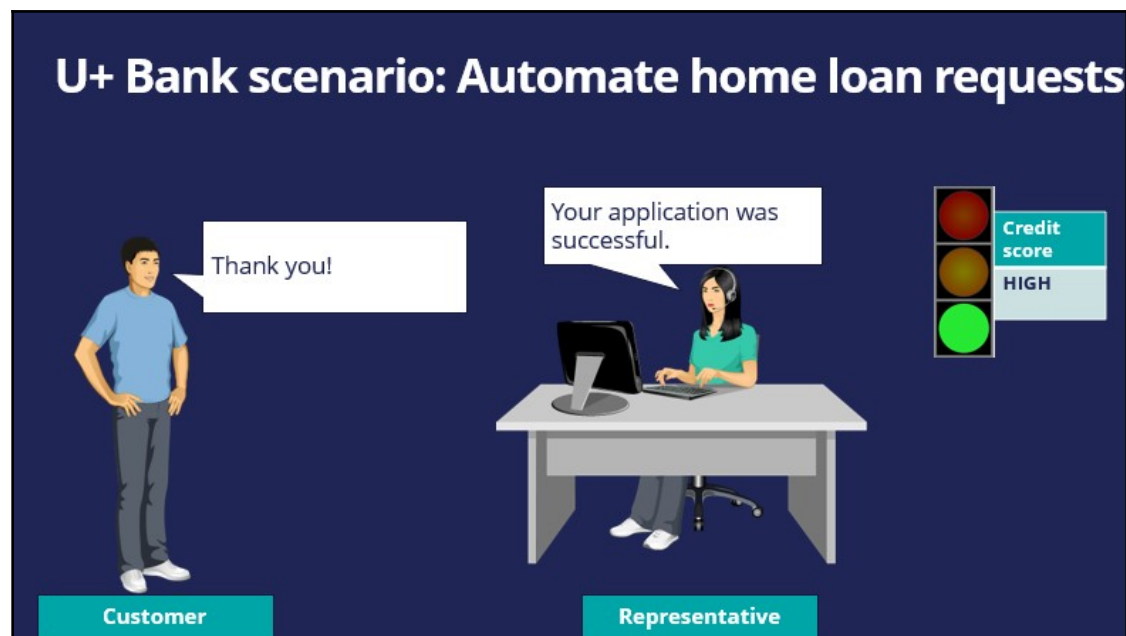 U+ Bank scenario: Automate home loan requests
Thank you!
Your application was
successful.
Credit
score
HIGH
Customer
Representative